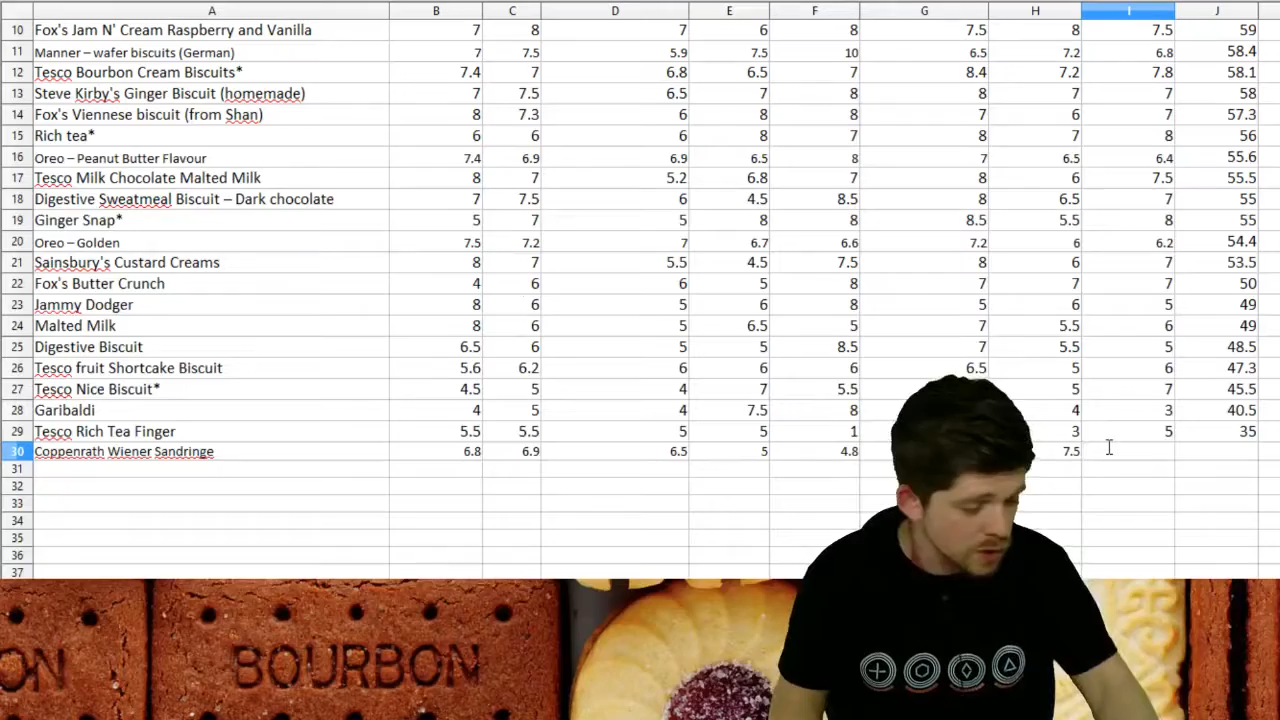 A B C D E F G H I J
10 Fox's Jam N' Cream Raspberry and Vanilla 7 8 7 6 8 7.5 8 7.5 59
11 Manner – wafer biscuits (German) 7 7.5 5.9 7.5 10 6.5 7.2 6.8 58.4
12 Tesco Bourbon Cream Biscuits* 7.4 7 6.8 6.5 7 8.4 7.2 7.8 58.1
13 Steve Kirby's Ginger Biscuit (homemade) 7 7.5 6.5 7 8 8 7 7 58
14 Fox's Viennese biscuit (from Shan) 8 7.3 6 8 8 7 6 7 57.3
15 Rich tea* 6 6 6 8 7 8 7 8 56
16 Oreo – Peanut Butter Flavour 7.4 6.9 6.9 6.5 8 7 6.5 6.4 55.6
17 Tesco Milk Chocolate Malted Milk 8 7 5.2 6.8 7 8 6 7.5 55.5
18 Digestive Sweatmeal Biscuit – Dark chocolate 7 7.5 6 4.5 8.5 8 6.5 7 55
19 Ginger Snap* 5 7 5 8 8 8.5 5.5 8 55
20 Oreo – Golden 7.5 7.2 7 6.7 6.6 7.2 6 6.2 54.4
21 Sainsbury's Custard Creams 8 7 5.5 4.5 7.5 8 6 7 53.5
22 Fox's Butter Crunch 4 6 6 5 8 7 7 7 50
23 Jammy Dodger 8 6 5 6 8 5 6 5 49
24 Malted Milk 8 6 5 6.5 5 7 5.5 6 49
25 Digestive Biscuit 6.5 6 5 5 8.5 7 5.5 5 48.5
26 Tesco fruit Shortcake Biscuit 5.6 6.2 6 6 6 6.5 5 6 47.3
27 Tesco Nice Biscuit* 4.5 5 4 7 5.5 5 7 45.5
28 Garibaldi 4 5 4 7.5 8 4 3 40.5
29 Tesco Rich Tea Finger 5.5 5.5 5 5 1 3 5 35
30 Coppenrath Wiener Sandringe 6.8 6.9 6.5 5 4.8 7.5
31
32
33
34
35
36
37
ON BOURBON